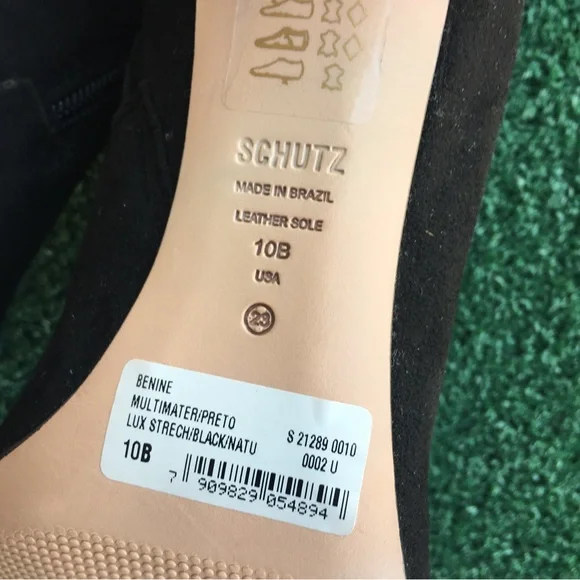 SCHUTZ
MADE IN BRAZIL
LEATHER SOLE
10B
USA
23
BENINE
MULTIMATER/PRETO
LUX STRECH/BLACK/NATU
10B
S 21289 0010
0002 U
7 909829 054894